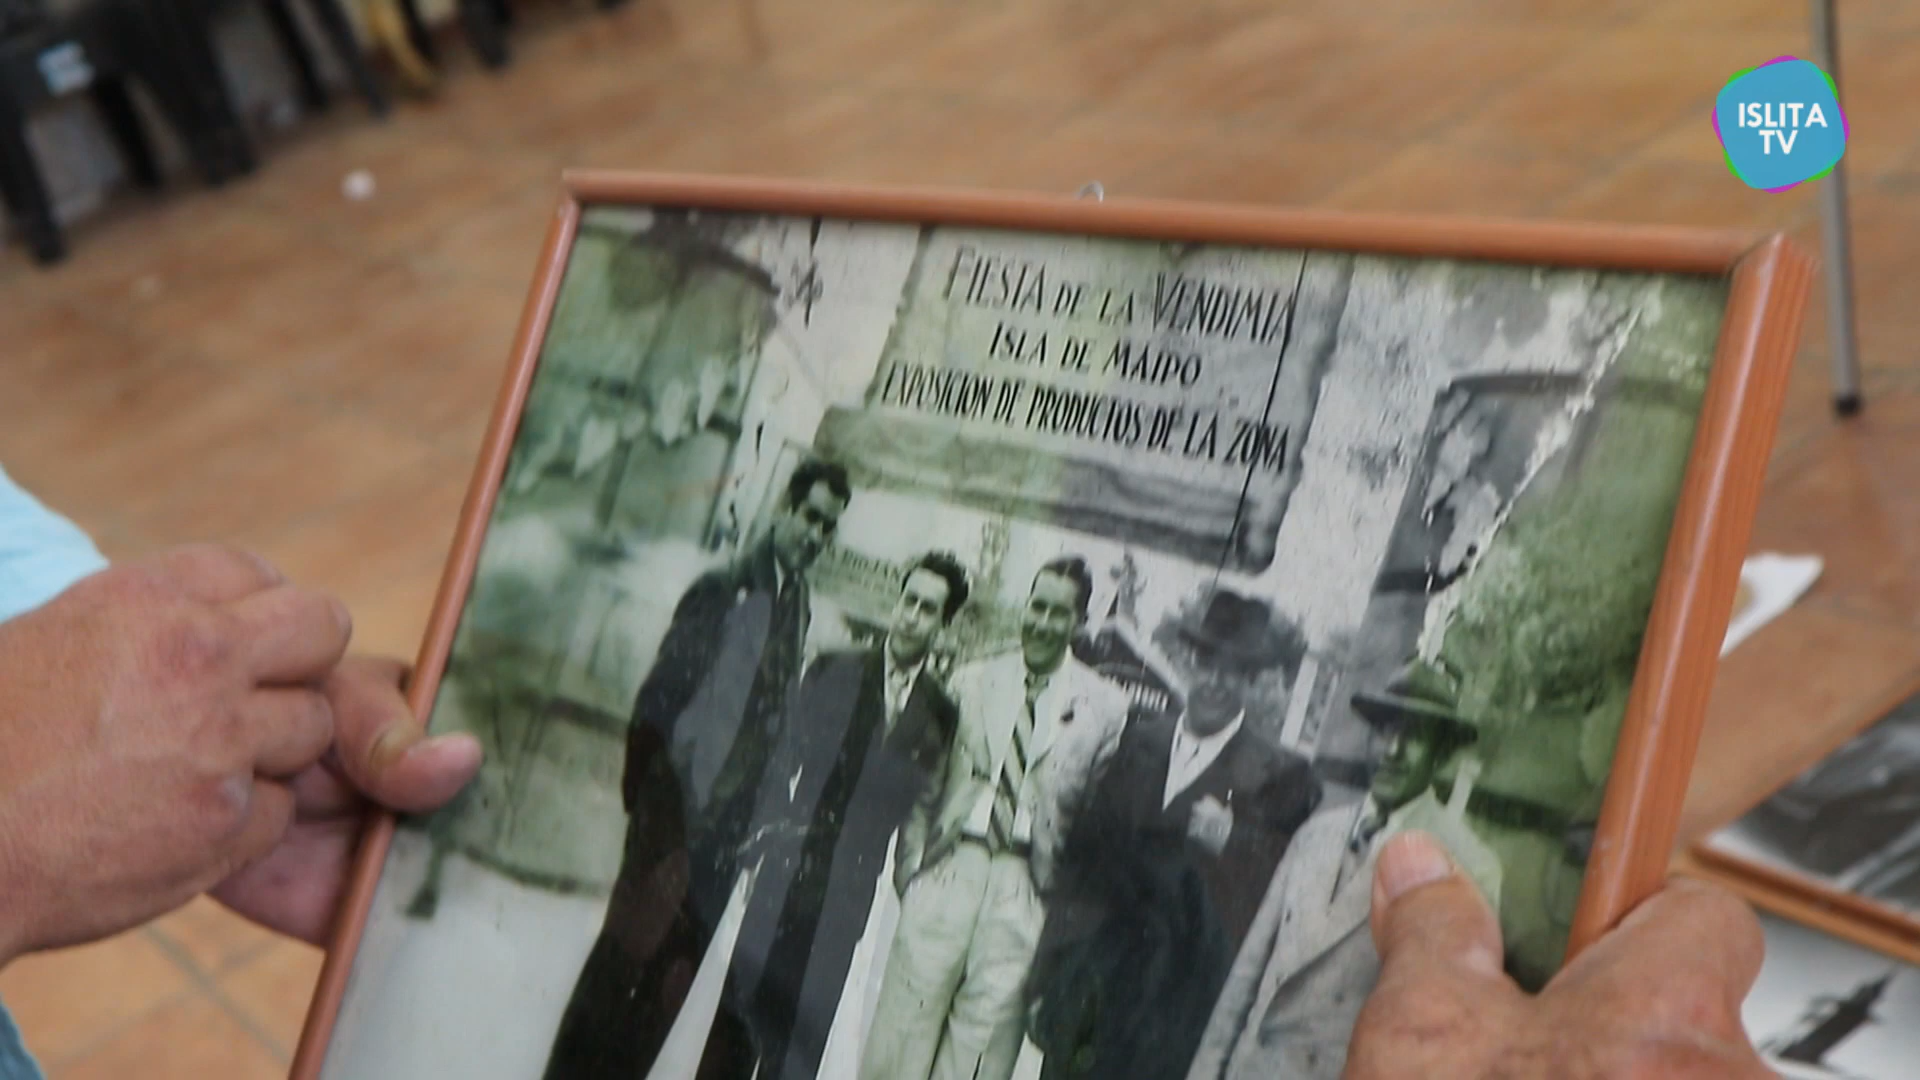 ISLITA
TV
FIESTA DE LA VENDIMIA
ISLA DE MAIPO
EXPOSICION DE PRODUCTOS DE LA ZONA